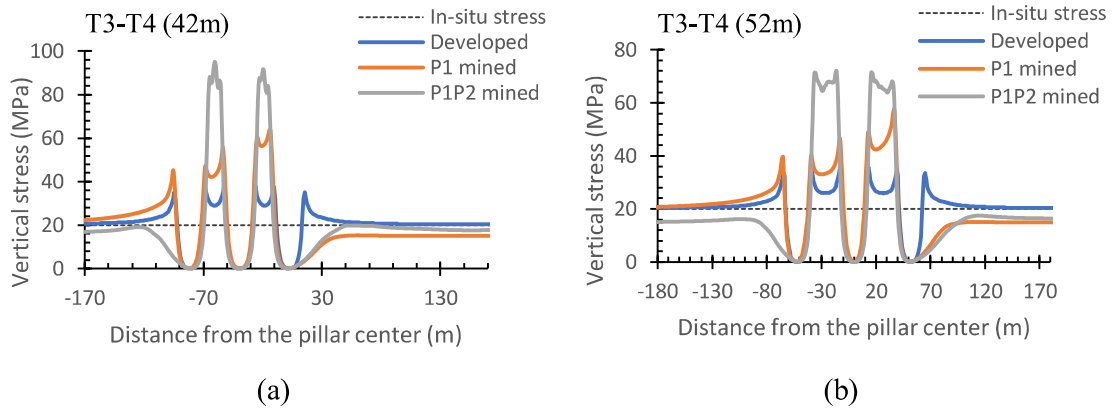 T3-T4 (42m)
In-situ stress
Developed
P1 mined
P1P2 mined
Vertical stress (MPa)
100
80
60
40
20
0
-170 -70 30 130
Distance from the pillar center (m)
(a)
T3-T4 (52m)
In-situ stress
Developed
P1 mined
P1P2 mined
Vertical stress (MPa)
80
60
40
20
0
-180 -130 -80 -30 20 70 120 170
Distance from the pillar center (m)
(b)